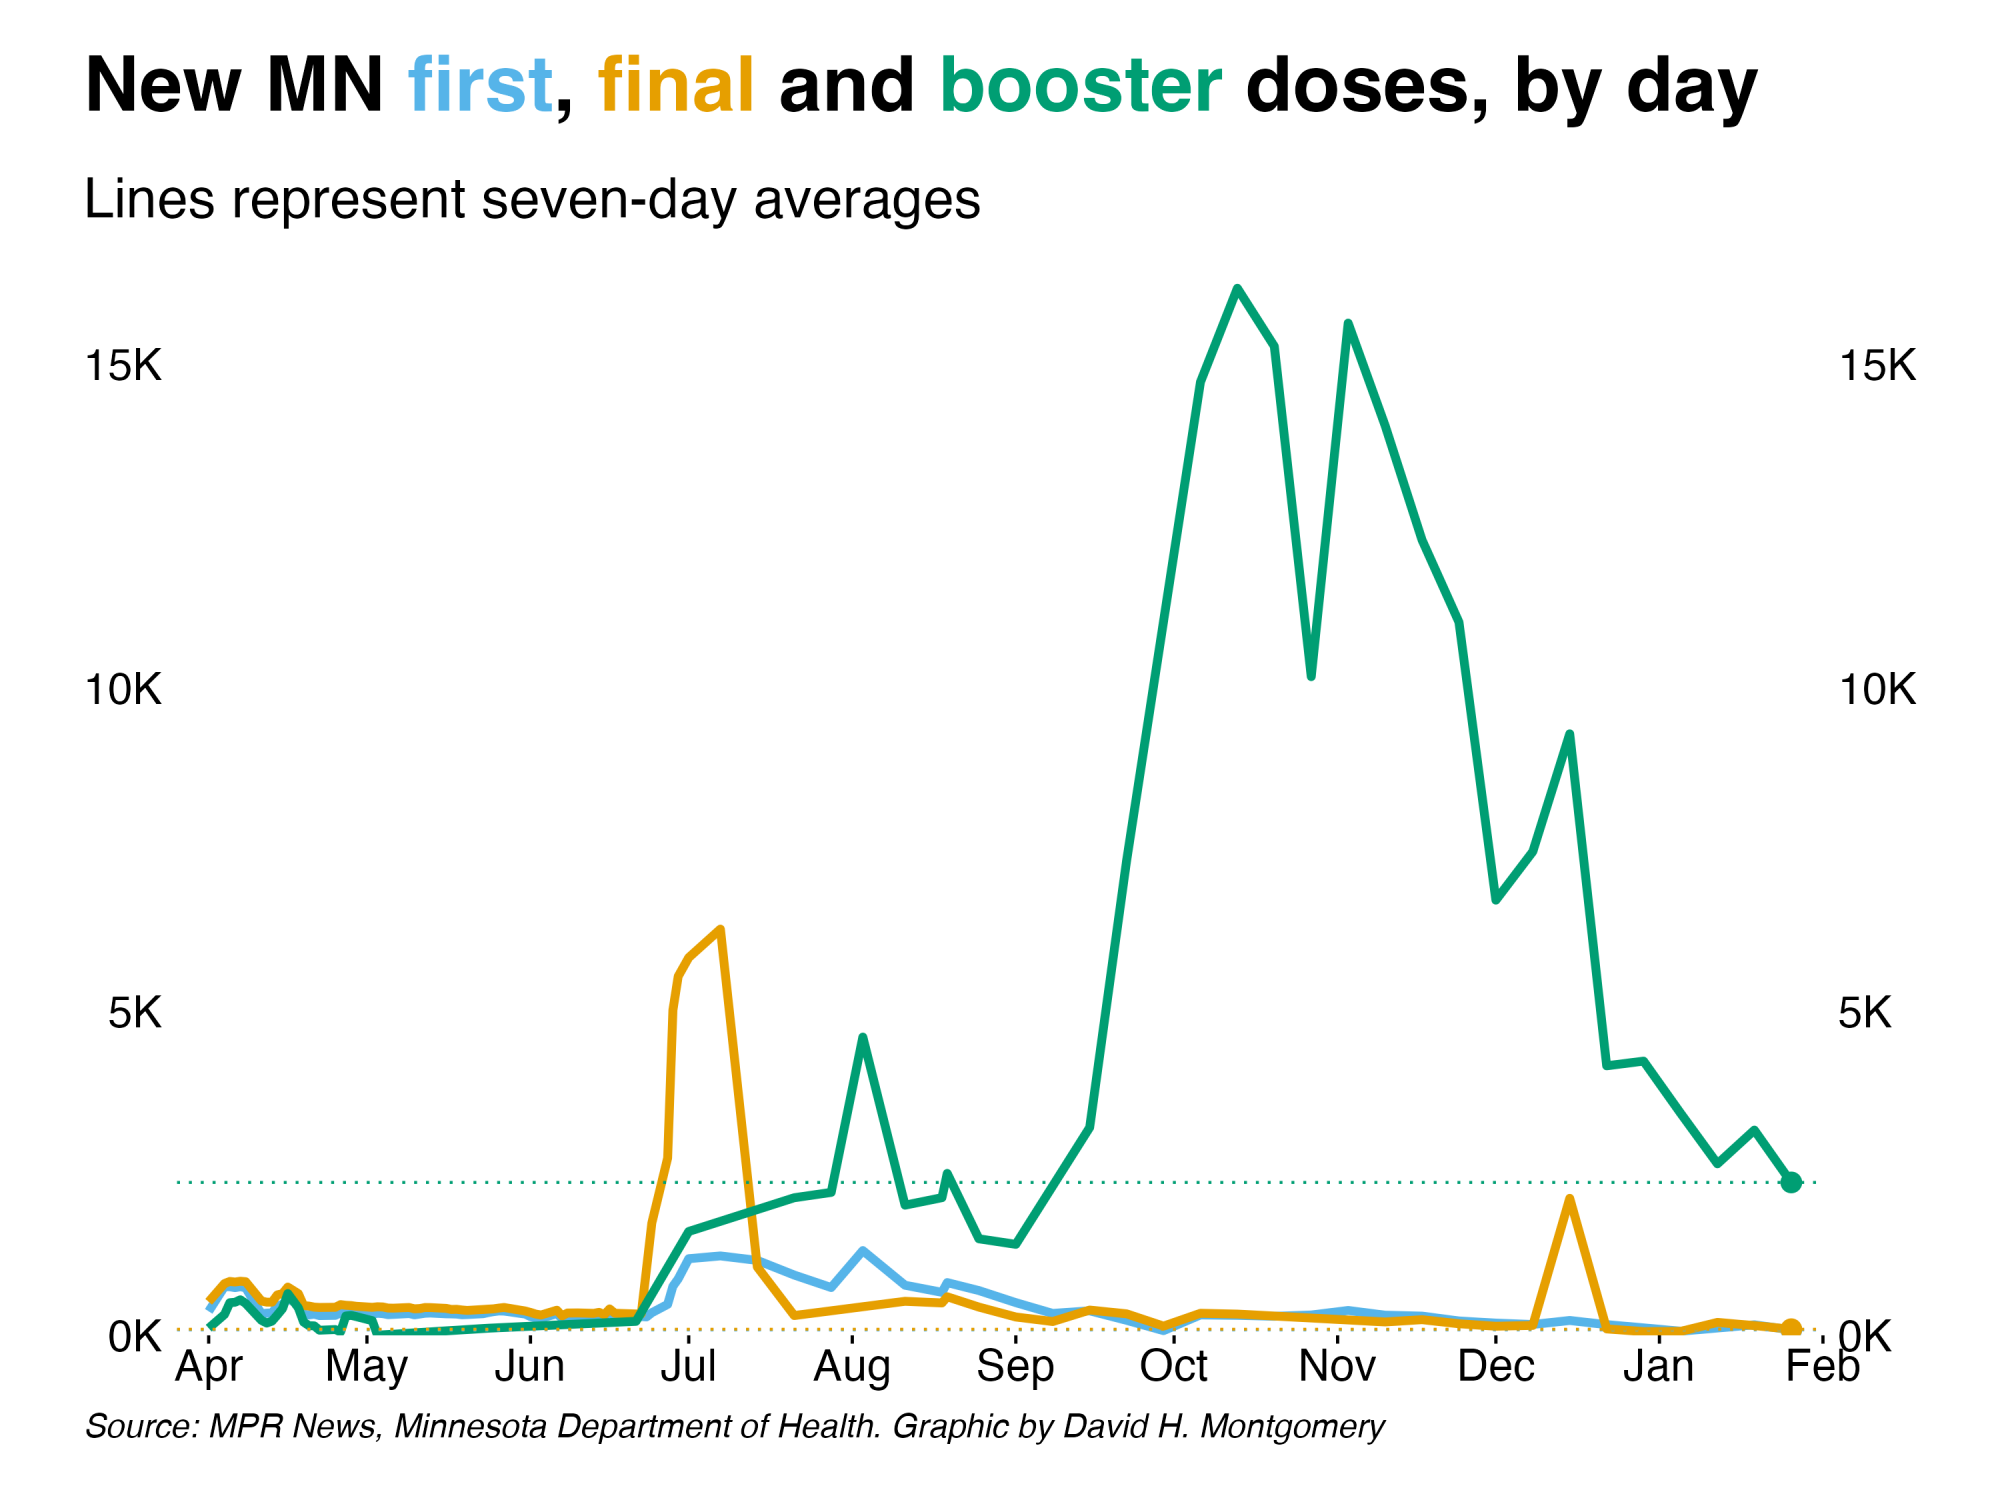 New MN first, final and booster doses, by day
Lines represent seven-day averages
15K 15K
10K 10K
5K 5K
0K 0K
Apr May Jun Jul Aug Sep Oct Nov Dec Jan Feb
Source: MPR News, Minnesota Department of Health. Graphic by David H. Montgomery